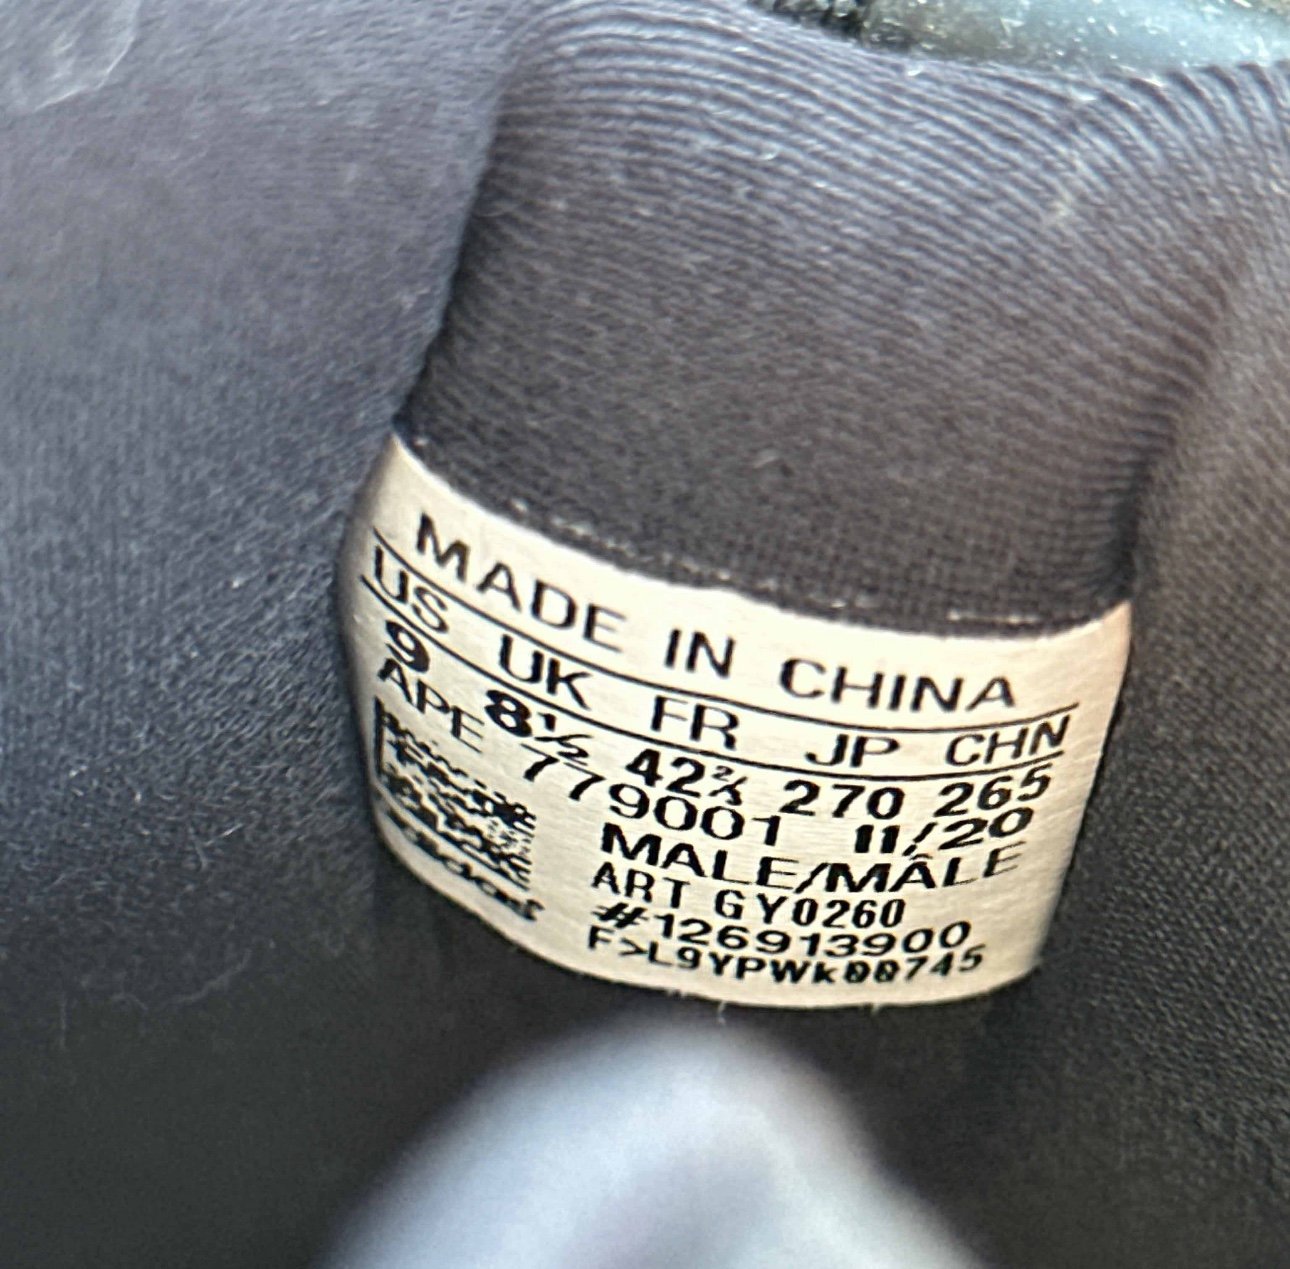 MADE IN CHINA
US UK FR JP CHN
9 8½ 42⅔ 270 265
APE 779001 11/20
MALE/MÂLE
ART GY0260
#126913900
F>L9YPWk00745
adidas